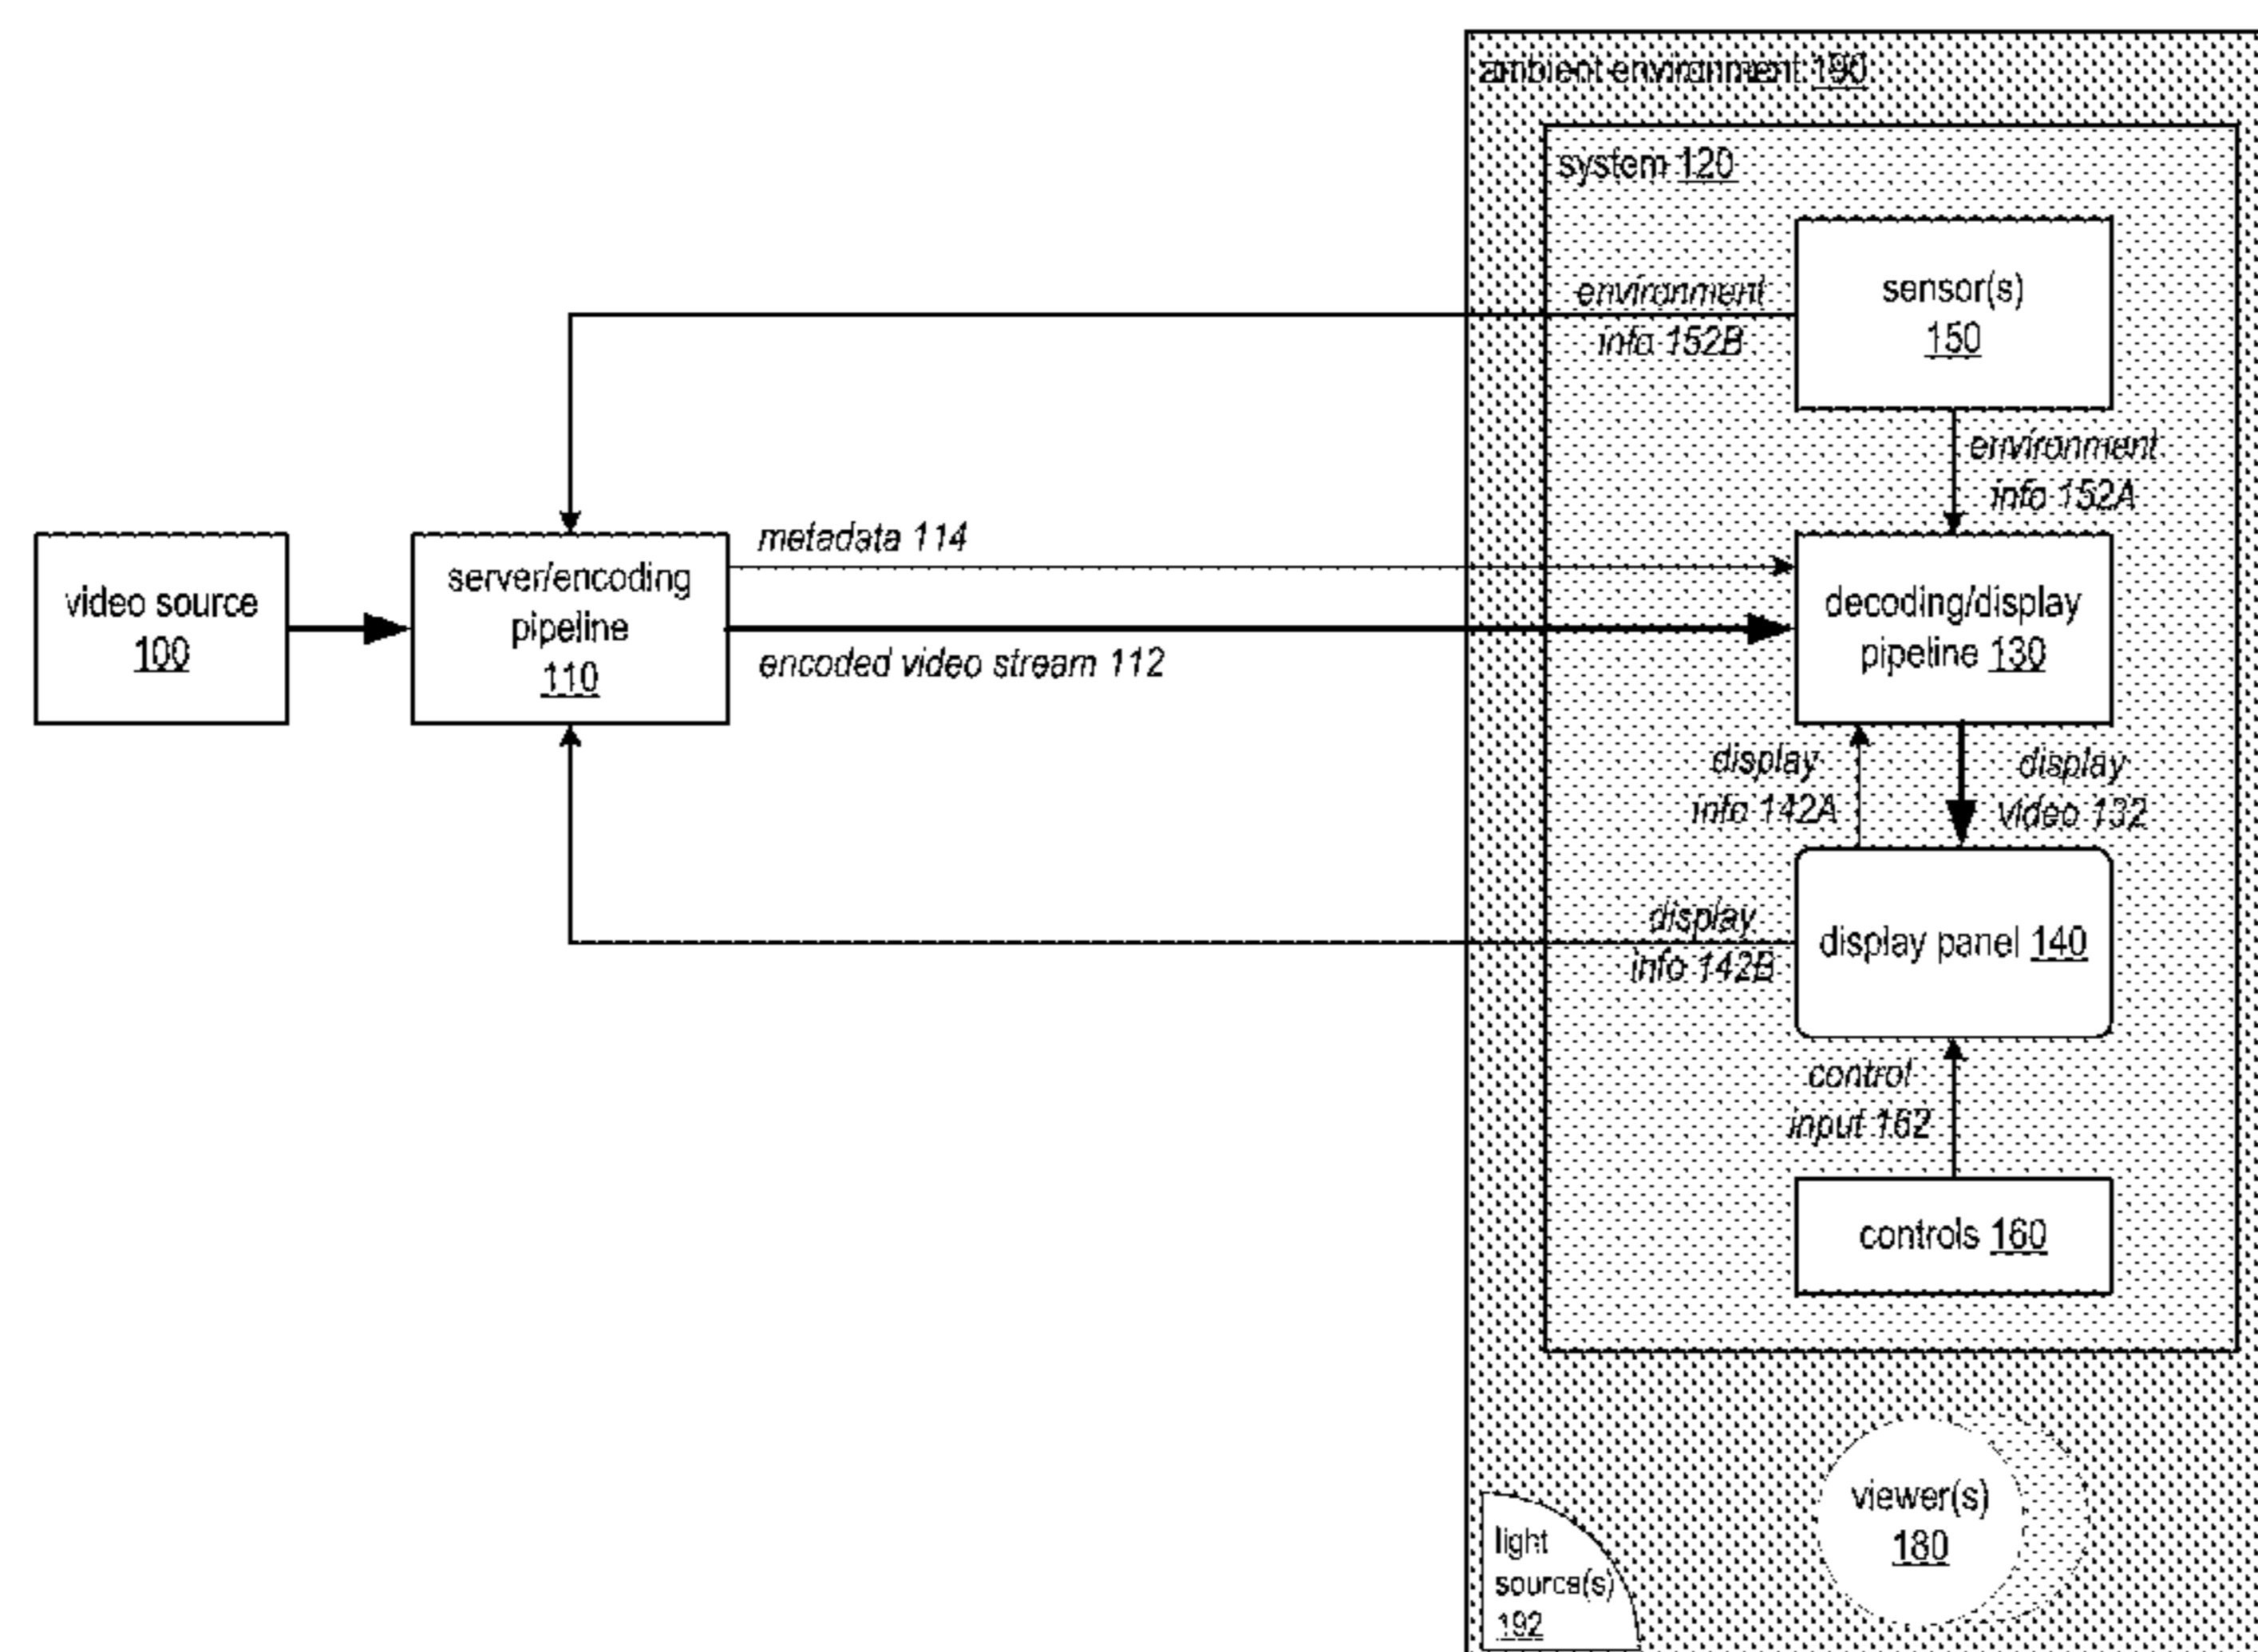 ambient environment 190
system 120
sensor(s)
150
environment
info 152B
environment
info 152A
metadata 114
video source
100
server/encoding
pipeline
110
encoded video stream 112
decoding/display
pipeline 130
display
info 142A
display
video 132
display
info 142B
display panel 140
control
input 162
controls 160
viewer(s)
180
light
source(s)
192